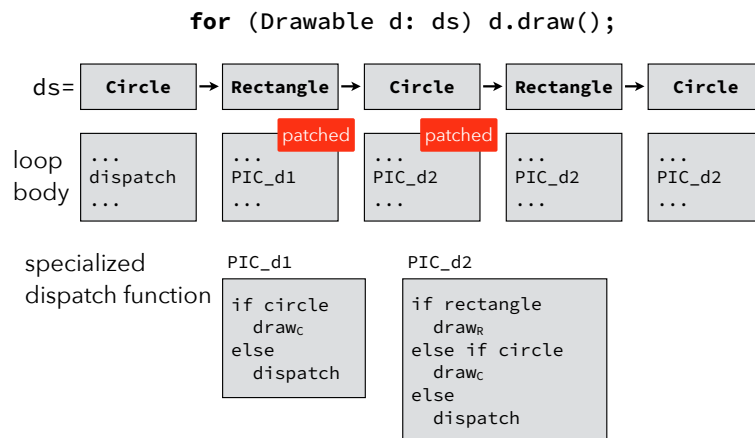 for (Drawable d: ds) d.draw();
ds= Circle Rectangle Circle Rectangle Circle
patched patched
loop body
... ... ... ... ...
dispatch PIC_d1 PIC_d2 PIC_d2 PIC_d2
... ... ... ... ...
specialized dispatch function
PIC_d1
if circle
drawC
else
dispatch
PIC_d2
if rectangle
drawR
else if circle
drawC
else
dispatch